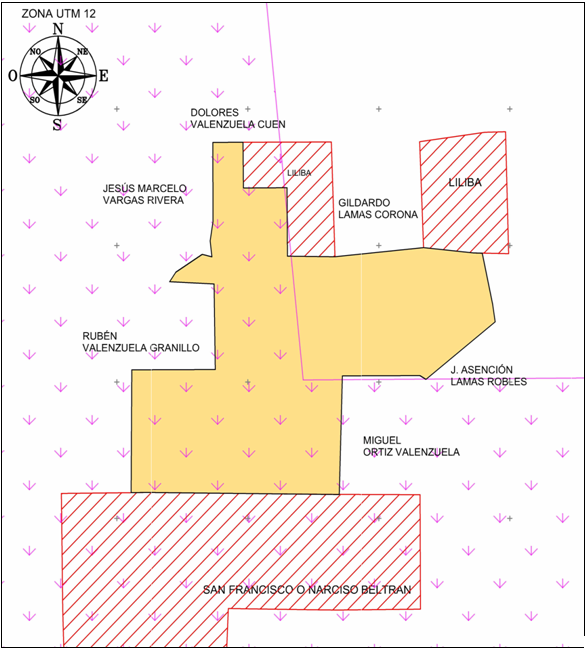 ZONA UTM 12
N
NO
NE
O
E
SO
SE
S
DOLORES
VALENZUELA CUEN
LILIBA
LILIBA
JESÚS MARCELO
VARGAS RIVERA
GILDARDO
LAMAS CORONA
RUBÉN
VALENZUELA GRANILLO
J. ASENCIÓN
LAMAS ROBLES
MIGUEL
ORTIZ VALENZUELA
SAN FRANCISCO O NARCISO BELTRAN